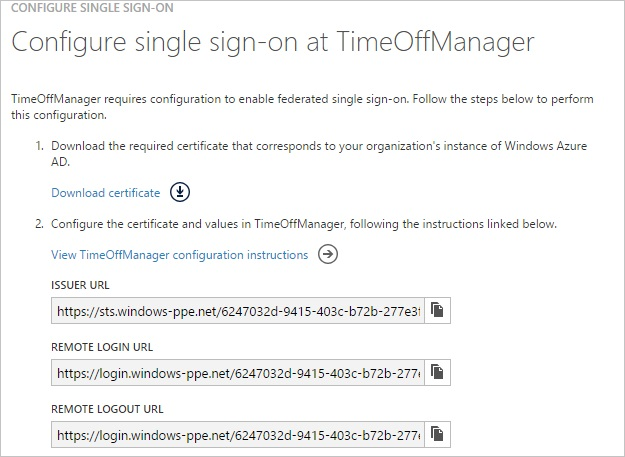 CONFIGURE SINGLE SIGN-ON
Configure single sign-on at TimeOffManager
TimeOffManager requires configuration to enable federated single sign-on. Follow the steps below to perform
this configuration.
1. Download the required certificate that corresponds to your organization's instance of Windows Azure
AD.
Download certificate
2. Configure the certificate and values in TimeOffManager, following the instructions linked below.
View TimeOffManager configuration instructions
ISSUER URL
https://sts.windows-ppe.net/6247032d-9415-403c-b72b-277e3
REMOTE LOGIN URL
https://login.windows-ppe.net/6247032d-9415-403c-b72b-277
REMOTE LOGOUT URL
https://login.windows-ppe.net/6247032d-9415-403c-b72b-277